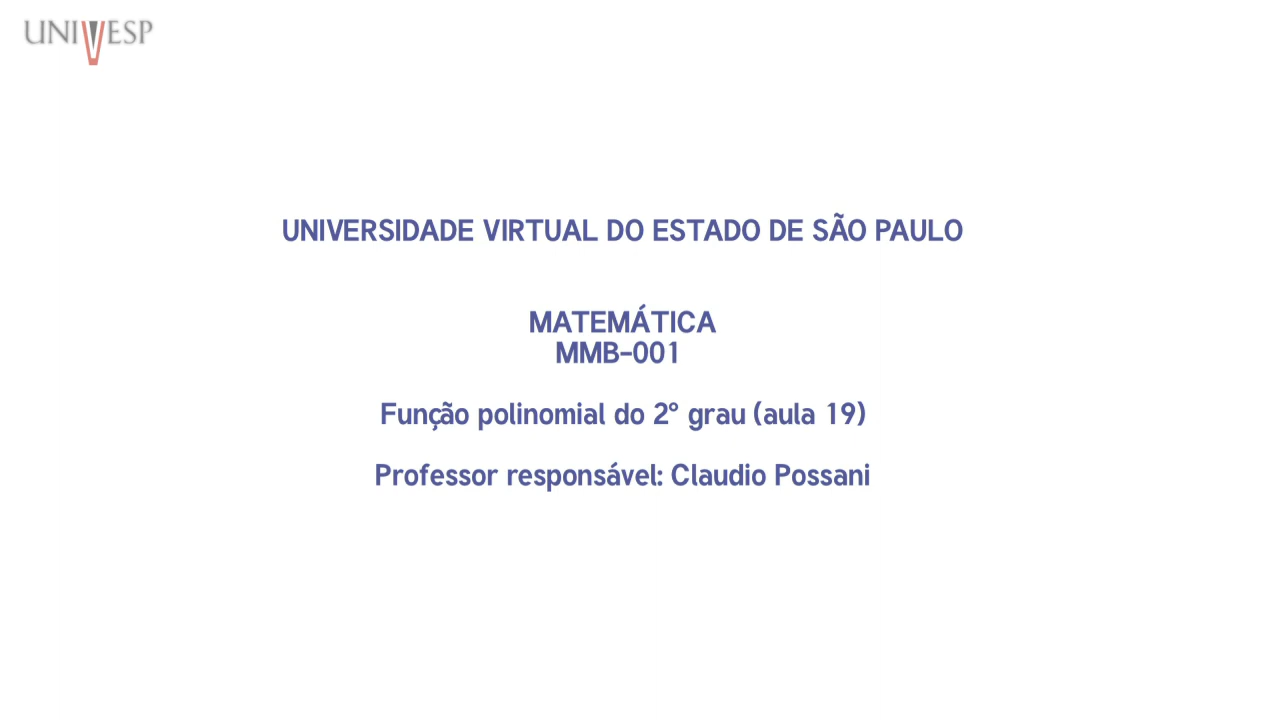 UNIVESP
UNIVERSIDADE VIRTUAL DO ESTADO DE SÃO PAULO
MATEMÁTICA
MMB-001
Função polinomial do 2° grau (aula 19)
Professor responsável: Claudio Possani